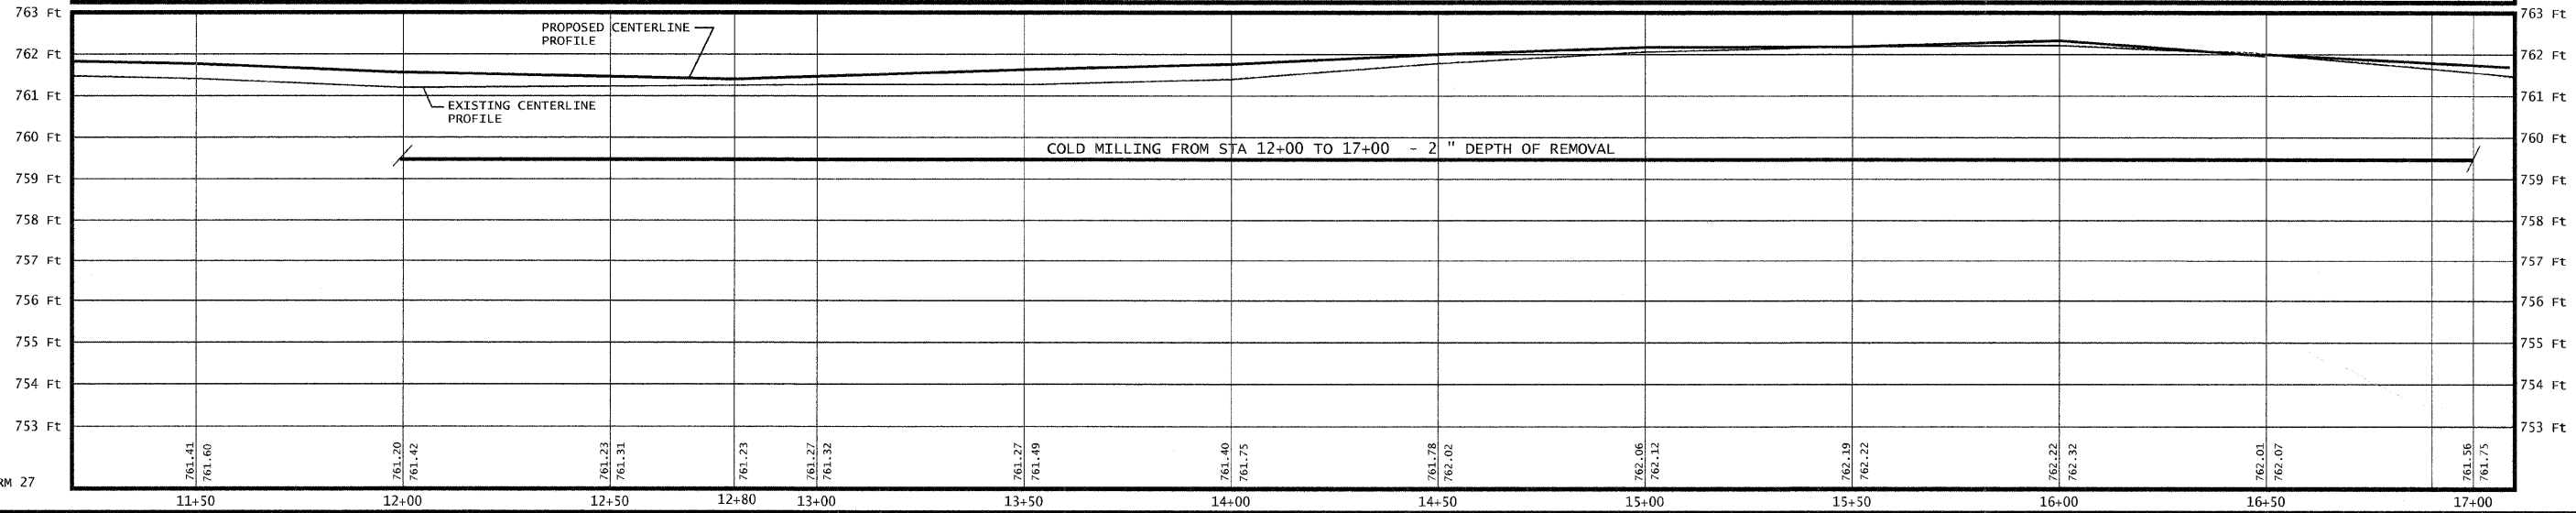 763 Ft
763 Ft
PROPOSED CENTERLINE
PROFILE
762 Ft
762 Ft
761 Ft
761 Ft
EXISTING CENTERLINE
PROFILE
760 Ft
760 Ft
COLD MILLING FROM STA 12+00 TO 17+00 - 2 " DEPTH OF REMOVAL
759 Ft
759 Ft
758 Ft
758 Ft
757 Ft
757 Ft
756 Ft
756 Ft
755 Ft
755 Ft
754 Ft
754 Ft
753 Ft
753 Ft
761.41
761.60
761.20
761.42
761.23
761.31
761.23
761.27
761.32
761.27
761.49
761.40
761.75
761.78
762.02
762.06
762.12
762.19
762.22
762.22
762.32
762.01
762.07
761.56
761.75
RM 27
11+50
12+00
12+50
12+80
13+00
13+50
14+00
14+50
15+00
15+50
16+00
16+50
17+00